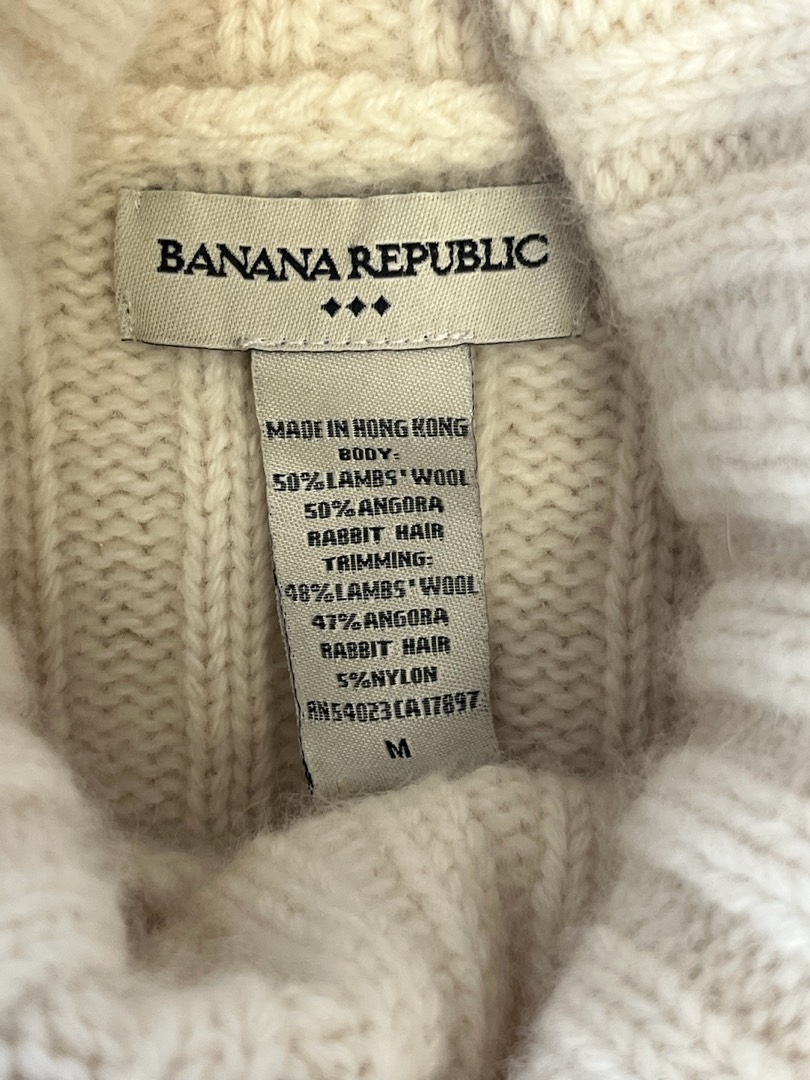 BANANA REPUBLIC
MADE IN HONG KONG
BODY:
50% LAMBS' WOOL
50% ANGORA
RABBIT HAIR
TRIMMING:
48% LAMBS' WOOL
47% ANGORA
RABBIT HAIR
5% NYLON
RN54023 CA17897
M